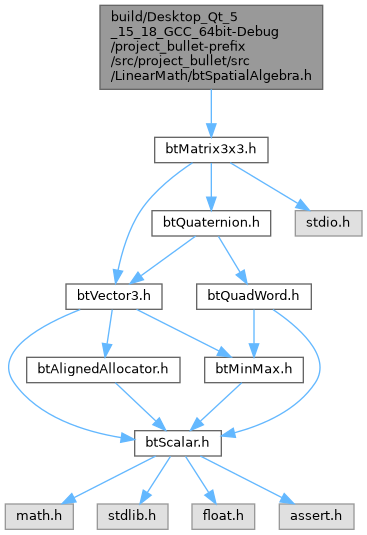 build/Desktop_Qt_5
_15_18_GCC_64bit-Debug
/project_bullet-prefix
/src/project_bullet/src
/LinearMath/btSpatialAlgebra.h
btMatrix3x3.h
btQuaternion.h
stdio.h
btVector3.h
btQuadWord.h
btAlignedAllocator.h
btMinMax.h
btScalar.h
math.h
stdlib.h
float.h
assert.h